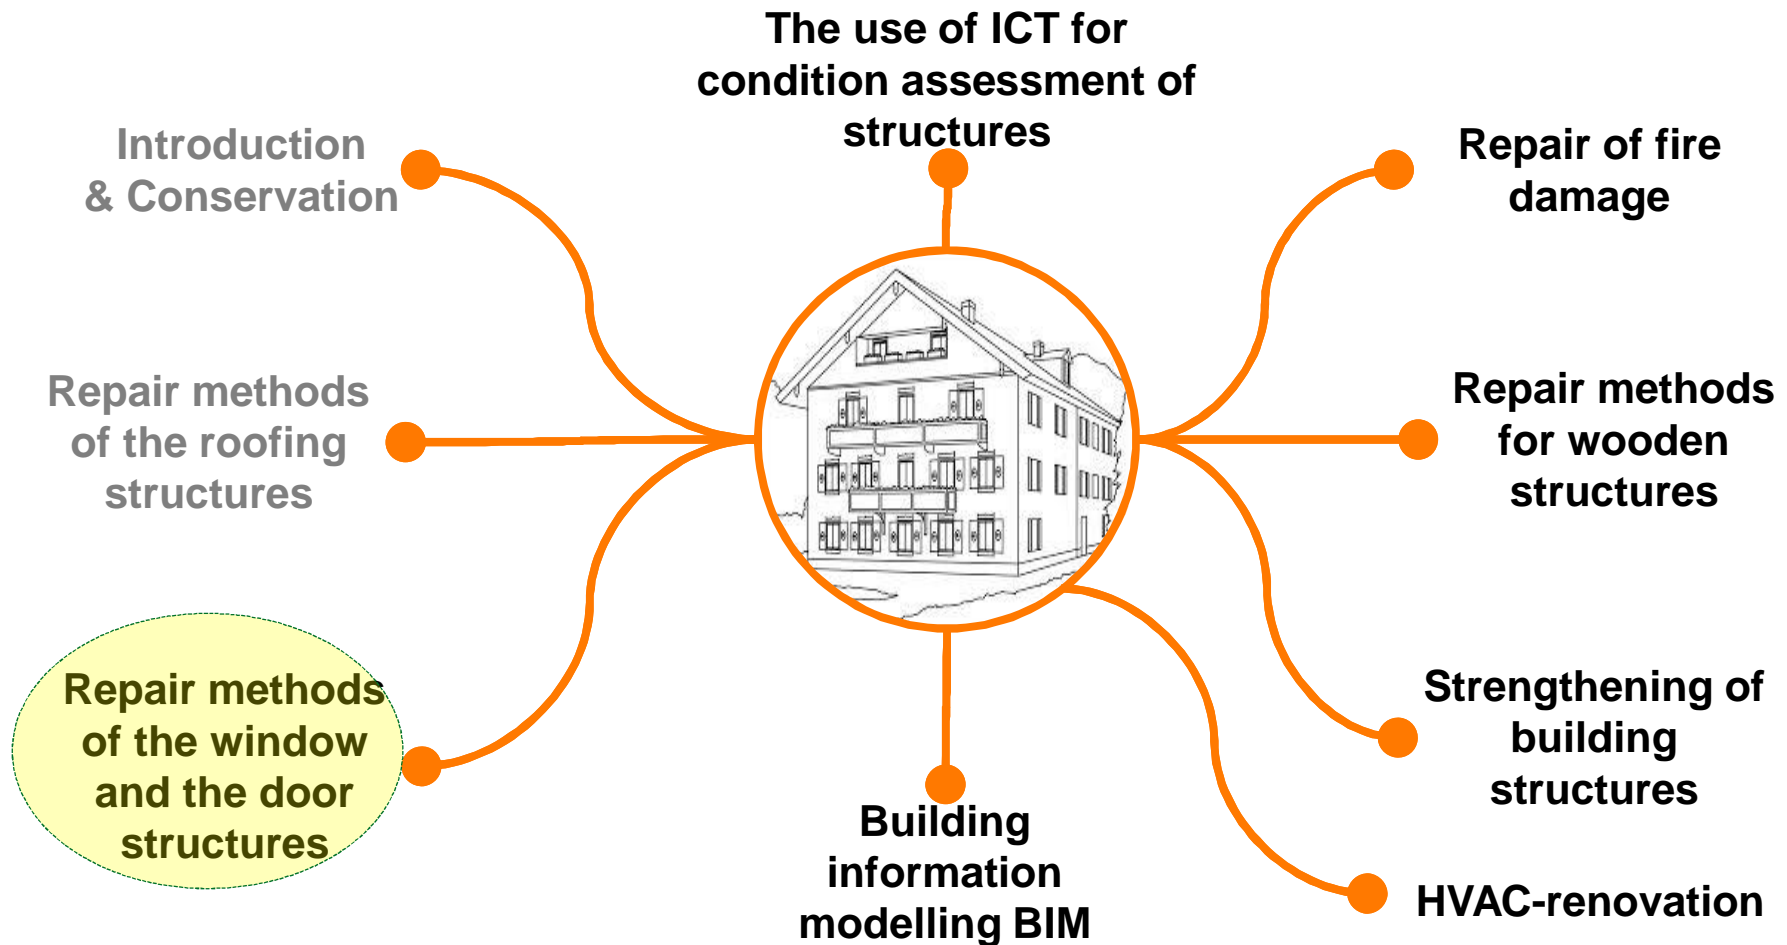 The use of ICT for
condition assessment of
structures
Introduction
& Conservation
Repair of fire
damage
Repair methods
of the roofing
structures
Repair methods
for wooden
structures
Repair methods
of the window
and the door
structures
Strengthening of
building
structures
Building
information
modelling BIM
HVAC-renovation